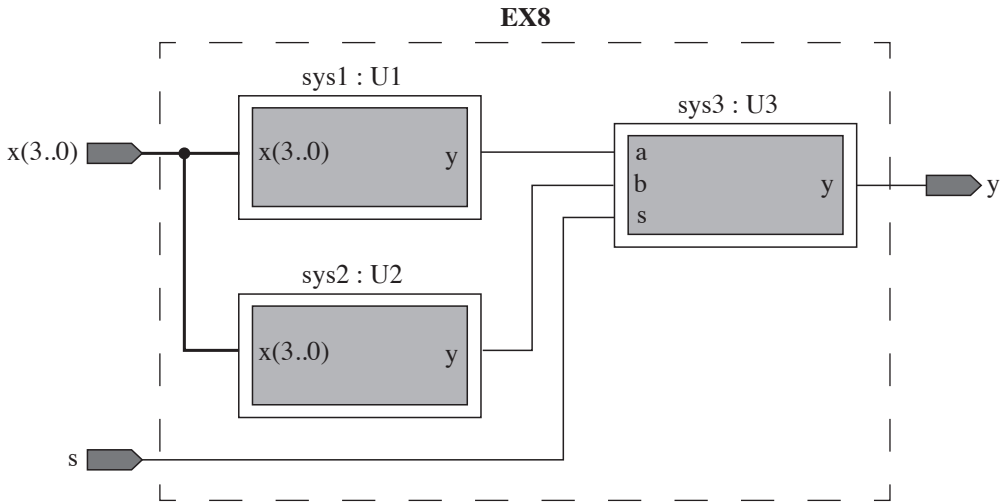 EX8
sys1 : U1
sys3 : U3
x(3..0)
x(3..0)
y
a
b
s
y
y
sys2 : U2
x(3..0)
y
s